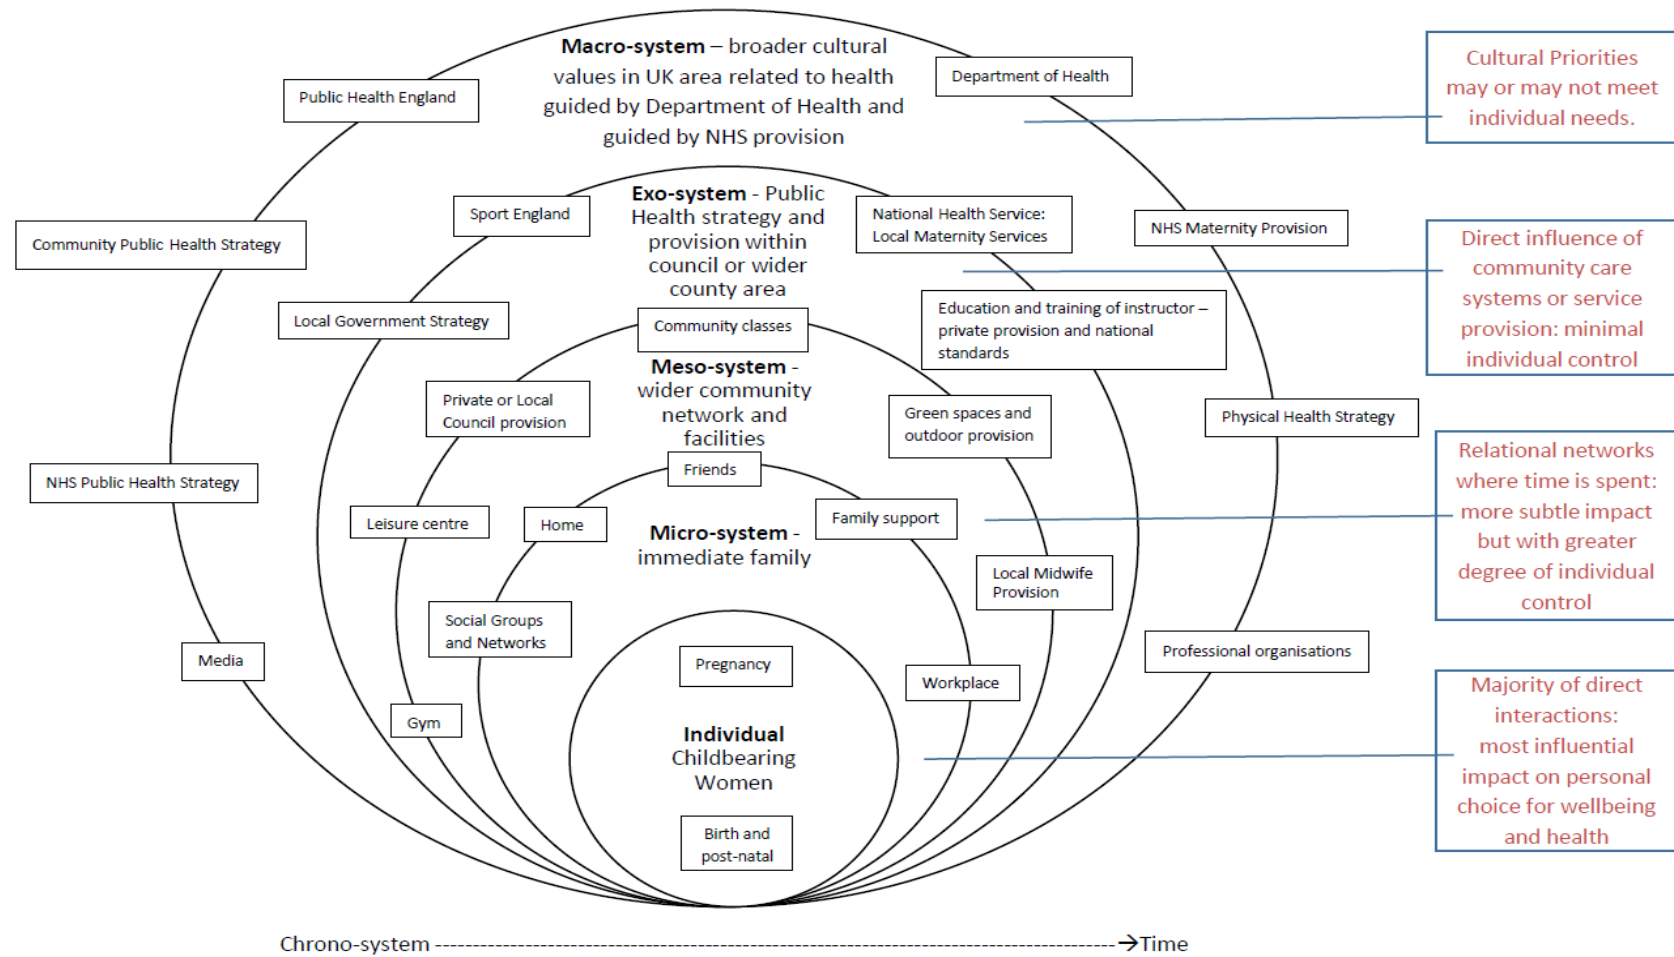 Macro-system – broader cultural
values in UK area related to health
guided by Department of Health and
guided by NHS provision
Public Health England
Department of Health
Community Public Health Strategy
NHS Maternity Provision
NHS Public Health Strategy
Physical Health Strategy
Media
Professional organisations
Exo-system - Public
Health strategy and
provision within
council or wider
county area
Sport England
National Health Service:
Local Maternity Services
Local Government Strategy
Education and training of instructor –
private provision and national
standards
Community classes
Meso-system -
wider community
network and
facilities
Private or Local
Council provision
Green spaces and
outdoor provision
Leisure centre
Local Midwife
Provision
Gym
Friends
Micro-system -
immediate family
Home
Family support
Social Groups
and Networks
Workplace
Pregnancy
Individual
Childbearing
Women
Birth and
post-natal
Cultural Priorities
may or may not meet
individual needs.
Direct influence of
community care
systems or service
provision: minimal
individual control
Relational networks
where time is spent:
more subtle impact
but with greater
degree of individual
control
Majority of direct
interactions:
most influential
impact on personal
choice for wellbeing
and health
Chrono-system ---------------------------------------------------------------------------------------→Time